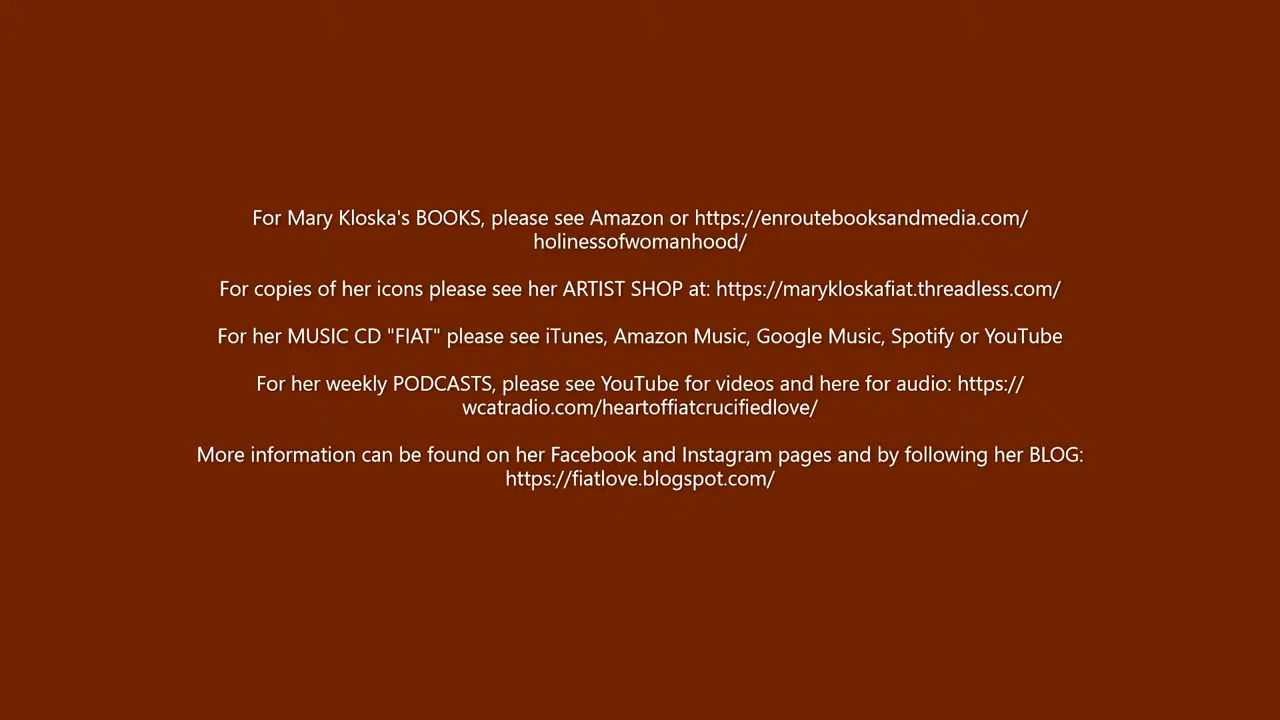 For Mary Kloska's BOOKS, please see Amazon or https://enroutebooksandmedia.com/
holinessofwomanhood/
For copies of her icons please see her ARTIST SHOP at: https://marykloskafiat.threadless.com/
For her MUSIC CD "FIAT" please see iTunes, Amazon Music, Google Music, Spotify or YouTube
For her weekly PODCASTS, please see YouTube for videos and here for audio: https://
wcatradio.com/heartoffiatcrucifiedlove/
More information can be found on her Facebook and Instagram pages and by following her BLOG:
https://fiatlove.blogspot.com/